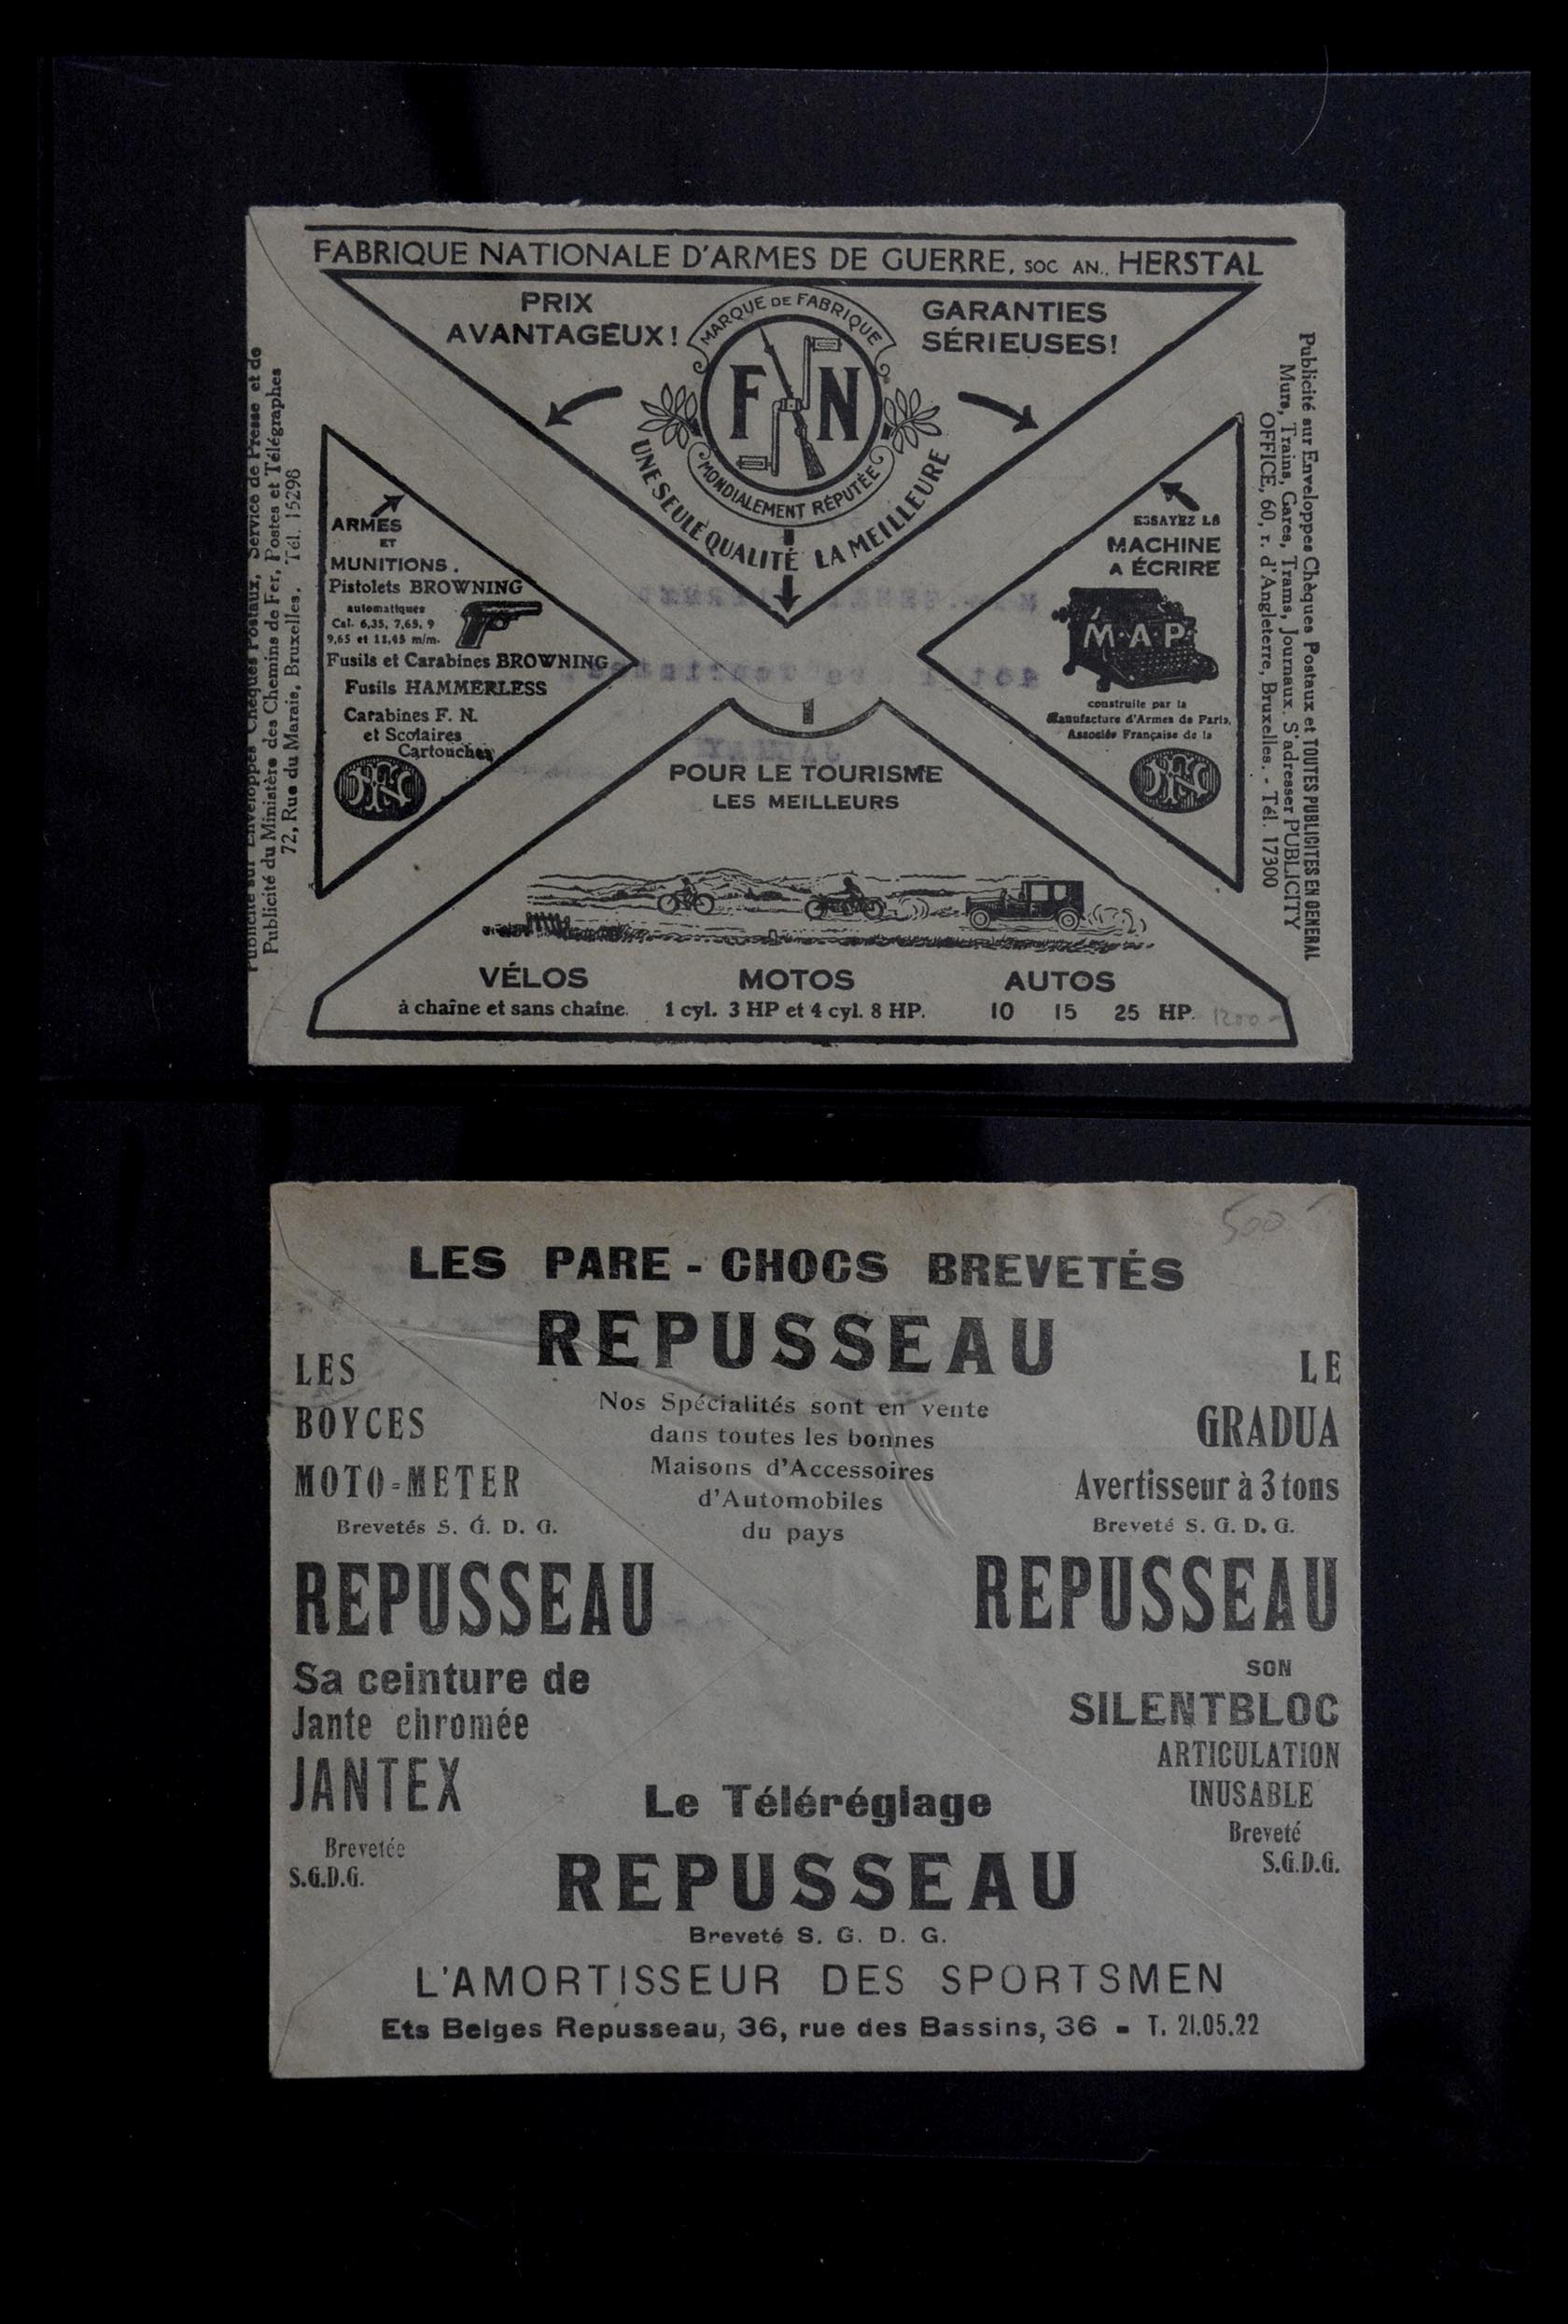 FABRIQUE NATIONALE D'ARMES DE GUERRE, SOC AN., HERSTAL
PRIX
AVANTAGEUX!
MARQUE DE FABRIQUE
FN
MONDIALEMENT RÉPUTÉE
UNE SEULE QUALITÉ LA MEILLEURE
GARANTIES
SÉRIEUSES!
Publicité sur Enveloppes Chèques Postaux, Service de Presse et de
Publicité du Ministère des Chemins de Fer, Postes et Télégraphes
72, Rue du Marais, Bruxelles. Tél. 15298
ARMES
ET
MUNITIONS.
Pistolets BROWNING
automatiques
Cal. 6,35, 7,65, 9
9,65 et 11,45 m/m.
Fusils et Carabines BROWNING
Fusils HAMMERLESS
Carabines F. N.
et Scolaires
Cartouches
FN
ESSAYEZ LA
MACHINE
A ÉCRIRE
M·A·P·
construite par la
Manufacture d'Armes de Paris,
Associée Française de la
FN
Publicité sur Enveloppes Chèques Postaux et TOUTES PUBLICITES EN GENERAL
Murs, Trains, Gares, Trams, Journaux. S'adresser PUBLICITY
OFFICE, 60, r. d'Angleterre, Bruxelles. - Tél. 17300
POUR LE TOURISME
LES MEILLEURS
VÉLOS MOTOS AUTOS
à chaîne et sans chaîne. 1 cyl. 3 HP et 4 cyl. 8 HP. 10 15 25 HP.
1200 -
500 -
LES PARE-CHOCS BREVETÉS
REPUSSEAU
Nos Spécialités sont en vente
dans toutes les bonnes
Maisons d'Accessoires
d'Automobiles
du pays
LES
BOYCES
MOTO-METER
Brevetés S. G. D. G.
REPUSSEAU
Sa ceinture de
Jante chromée
JANTEX
Brevetée
S.G.D.G.
LE
GRADUA
Avertisseur à 3 tons
Breveté S. G. D. G.
REPUSSEAU
SON
SILENTBLOC
ARTICULATION
INUSABLE
Breveté
S.G.D.G.
Le Téléréglage
REPUSSEAU
Breveté S. G. D. G.
L'AMORTISSEUR DES SPORTSMEN
Ets Belges Repusseau, 36, rue des Bassins, 36 - T. 21.05.22